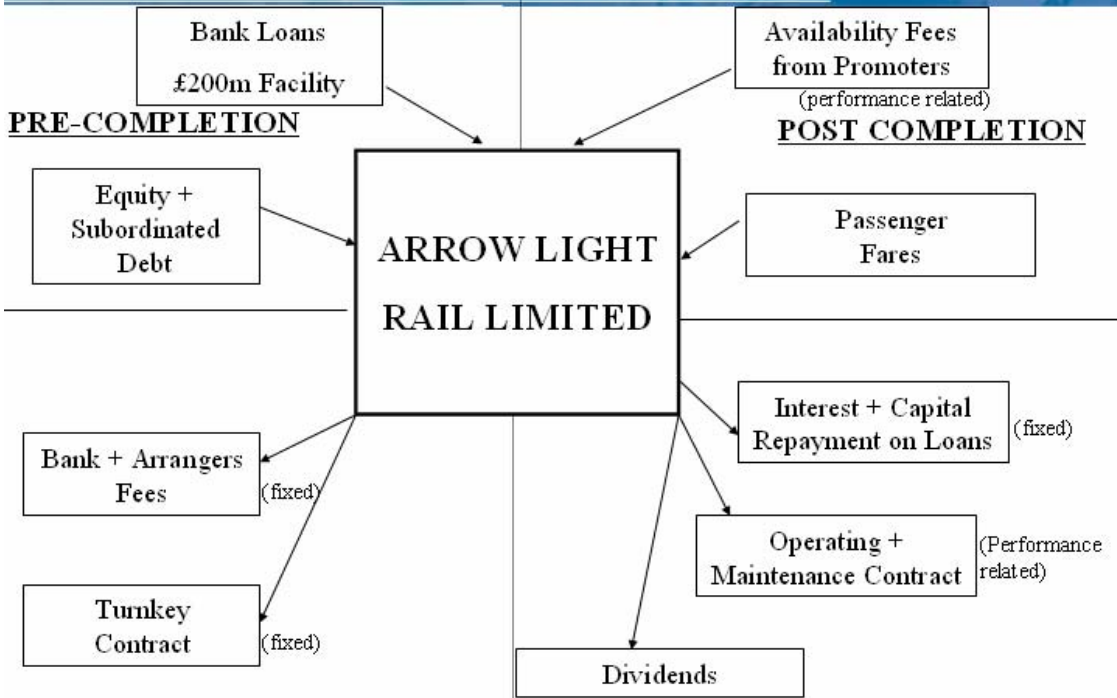 Bank Loans
£200m Facility
Availability Fees
from Promoters
(performance related)
PRE-COMPLETION
POST COMPLETION
Equity +
Subordinated
Debt
ARROW LIGHT
RAIL LIMITED
Passenger
Fares
Bank + Arrangers
Fees
(fixed)
Interest + Capital
Repayment on Loans
(fixed)
Operating +
Maintenance Contract
(Performance
related)
Turnkey
Contract
(fixed)
Dividends